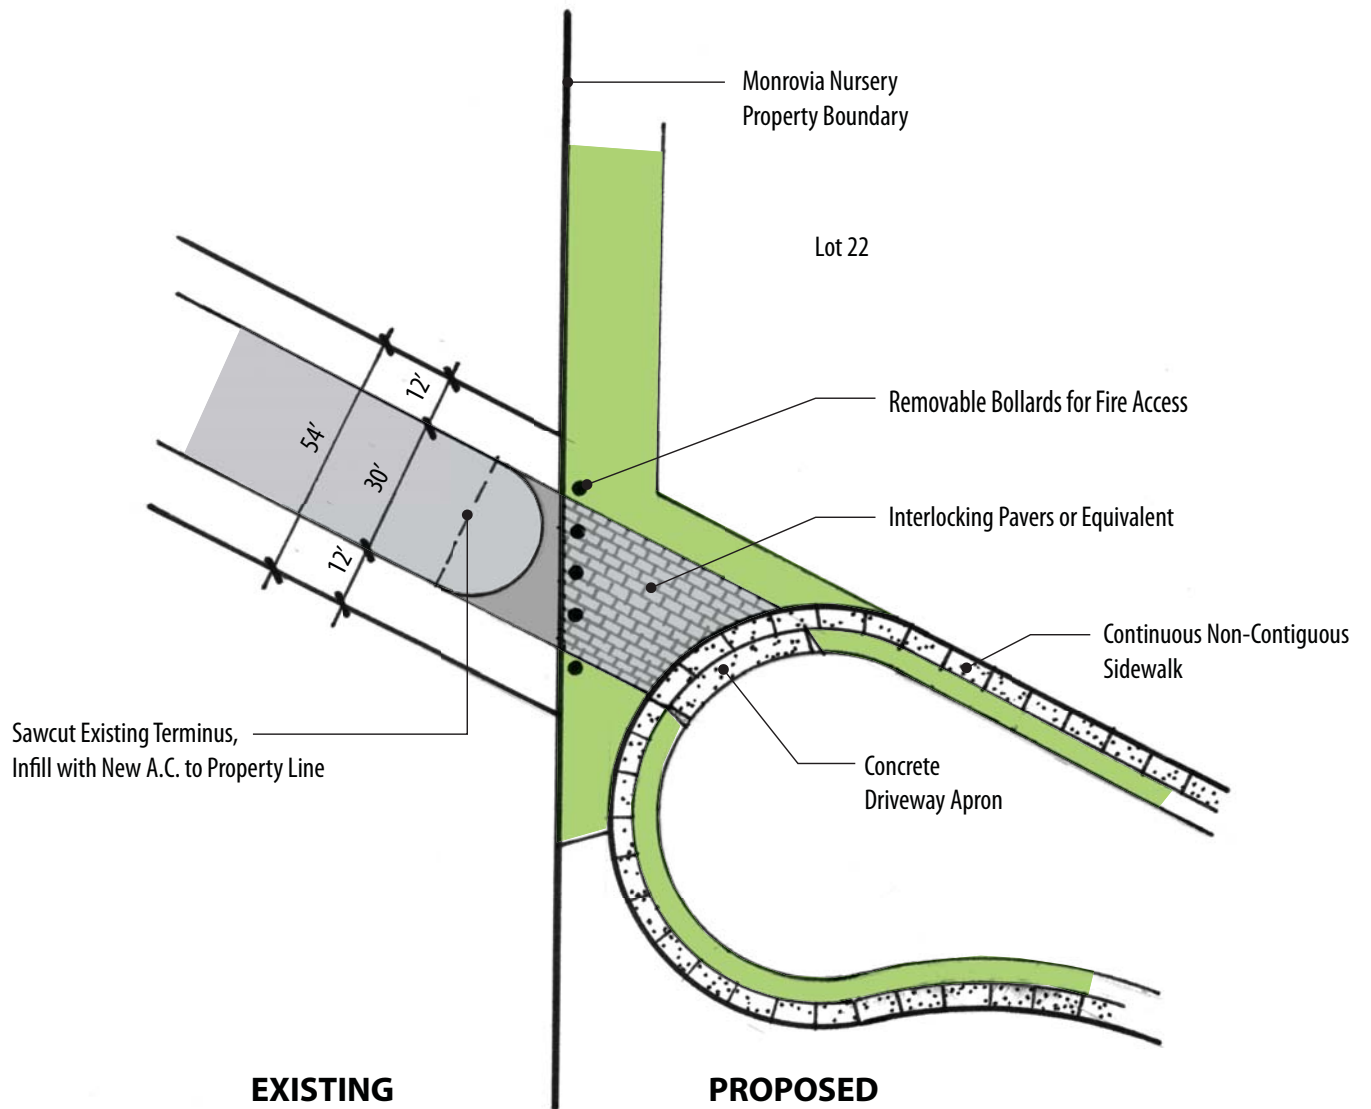 Monrovia Nursery
Property Boundary
Lot 22
Removable Bollards for Fire Access
12'
54'
30'
12'
Interlocking Pavers or Equivalent
Continuous Non-Contiguous
Sidewalk
Sawcut Existing Terminus,
Infill with New A.C. to Property Line
Concrete
Driveway Apron
EXISTING
PROPOSED